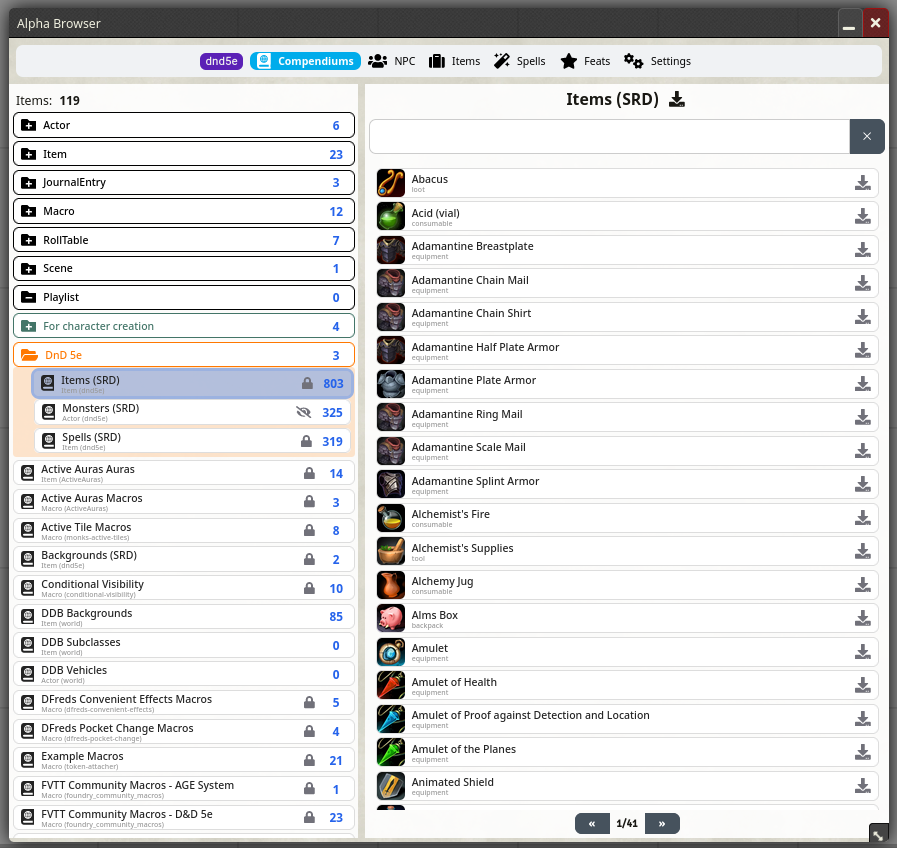 Alpha Browser
dnd5e Compendiums NPC Items Spells Feats Settings
Items: 119
Actor 6
Item 23
JournalEntry 3
Macro 12
RollTable 7
Scene 1
Playlist 0
For character creation 4
DnD 5e 3
Items (SRD) 803
Item (dnd5e)
Monsters (SRD) 325
Actor (dnd5e)
Spells (SRD) 319
Item (dnd5e)
Active Auras Auras 14
Item (ActiveAuras)
Active Auras Macros 3
Macro (ActiveAuras)
Active Tile Macros 8
Macro (monks-active-tiles)
Backgrounds (SRD) 2
Item (dnd5e)
Conditional Visibility 10
Macro (conditional-visibility)
DDB Backgrounds 85
Item (world)
DDB Subclasses 0
Item (world)
DDB Vehicles 0
Actor (world)
DFreds Convenient Effects Macros 5
Macro (dfreds-convenient-effects)
DFreds Pocket Change Macros 4
Macro (dfreds-pocket-change)
Example Macros 21
Macro (token-attacher)
FVTT Community Macros - AGE System 1
Macro (foundry_community_macros)
FVTT Community Macros - D&D 5e 23
Macro (foundry_community_macros)
Items (SRD)
Abacus
loot
Acid (vial)
consumable
Adamantine Breastplate
equipment
Adamantine Chain Mail
equipment
Adamantine Chain Shirt
equipment
Adamantine Half Plate Armor
equipment
Adamantine Plate Armor
equipment
Adamantine Ring Mail
equipment
Adamantine Scale Mail
equipment
Adamantine Splint Armor
equipment
Alchemist's Fire
consumable
Alchemist's Supplies
tool
Alchemy Jug
consumable
Alms Box
backpack
Amulet
equipment
Amulet of Health
equipment
Amulet of Proof against Detection and Location
equipment
Amulet of the Planes
equipment
Animated Shield
equipment
« 1/41 »